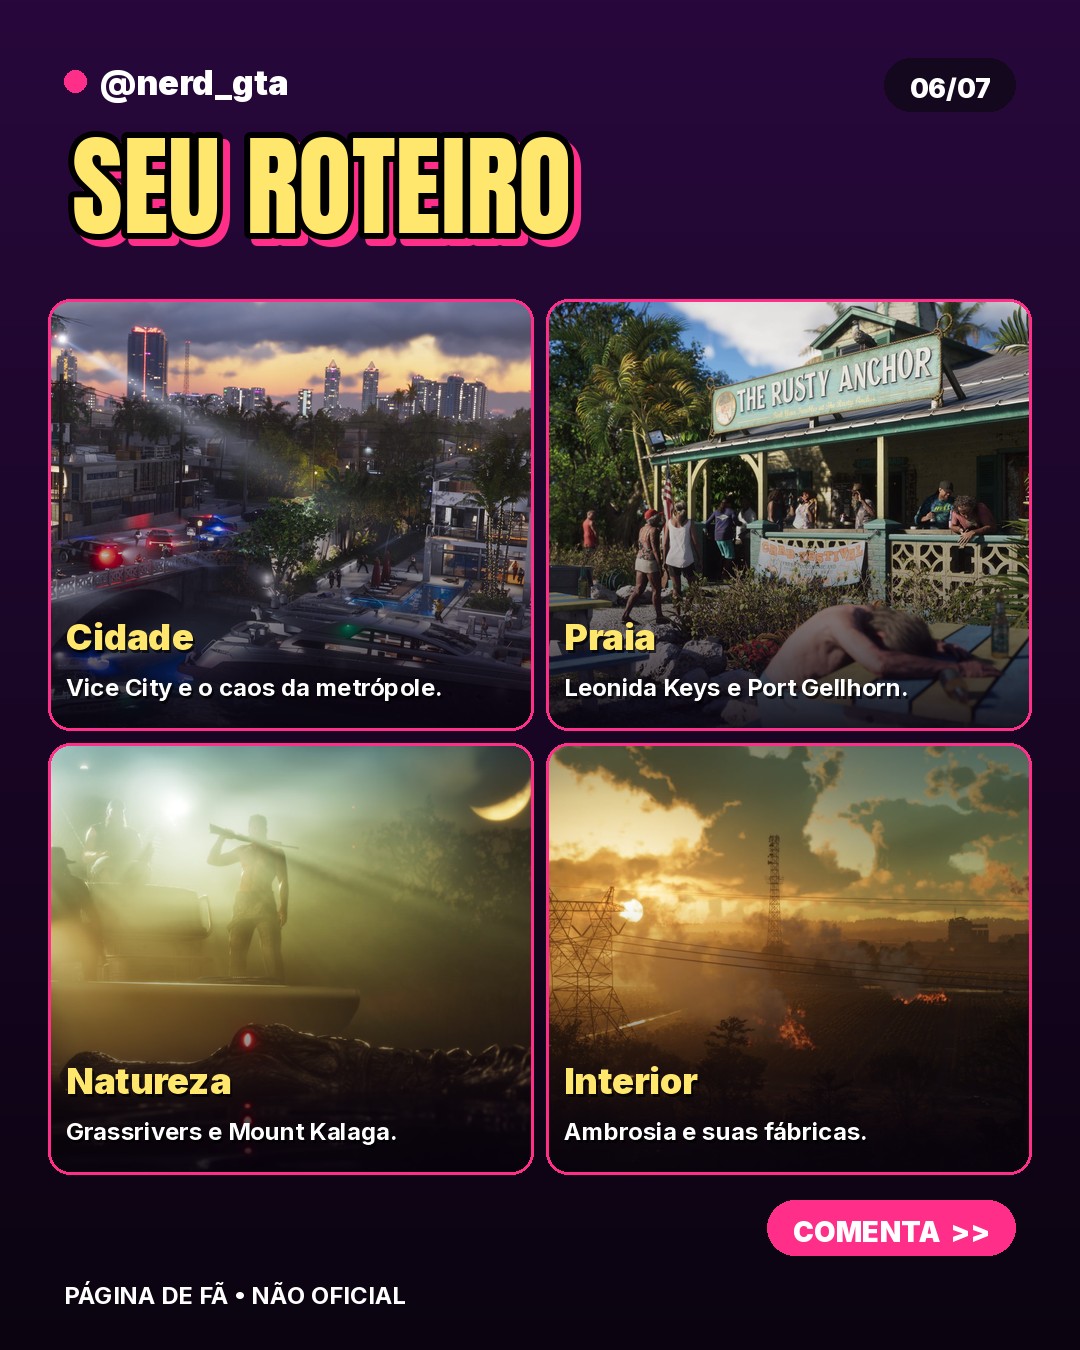 @nerd_gta
06/07
SEU ROTEIRO
THE RUSTY ANCHOR
Cidade
Vice City e o caos da metrópole.
Praia
Leonida Keys e Port Gellhorn.
Natureza
Grassrivers e Mount Kalaga.
Interior
Ambrosia e suas fábricas.
COMENTA >>
PÁGINA DE FÃ • NÃO OFICIAL